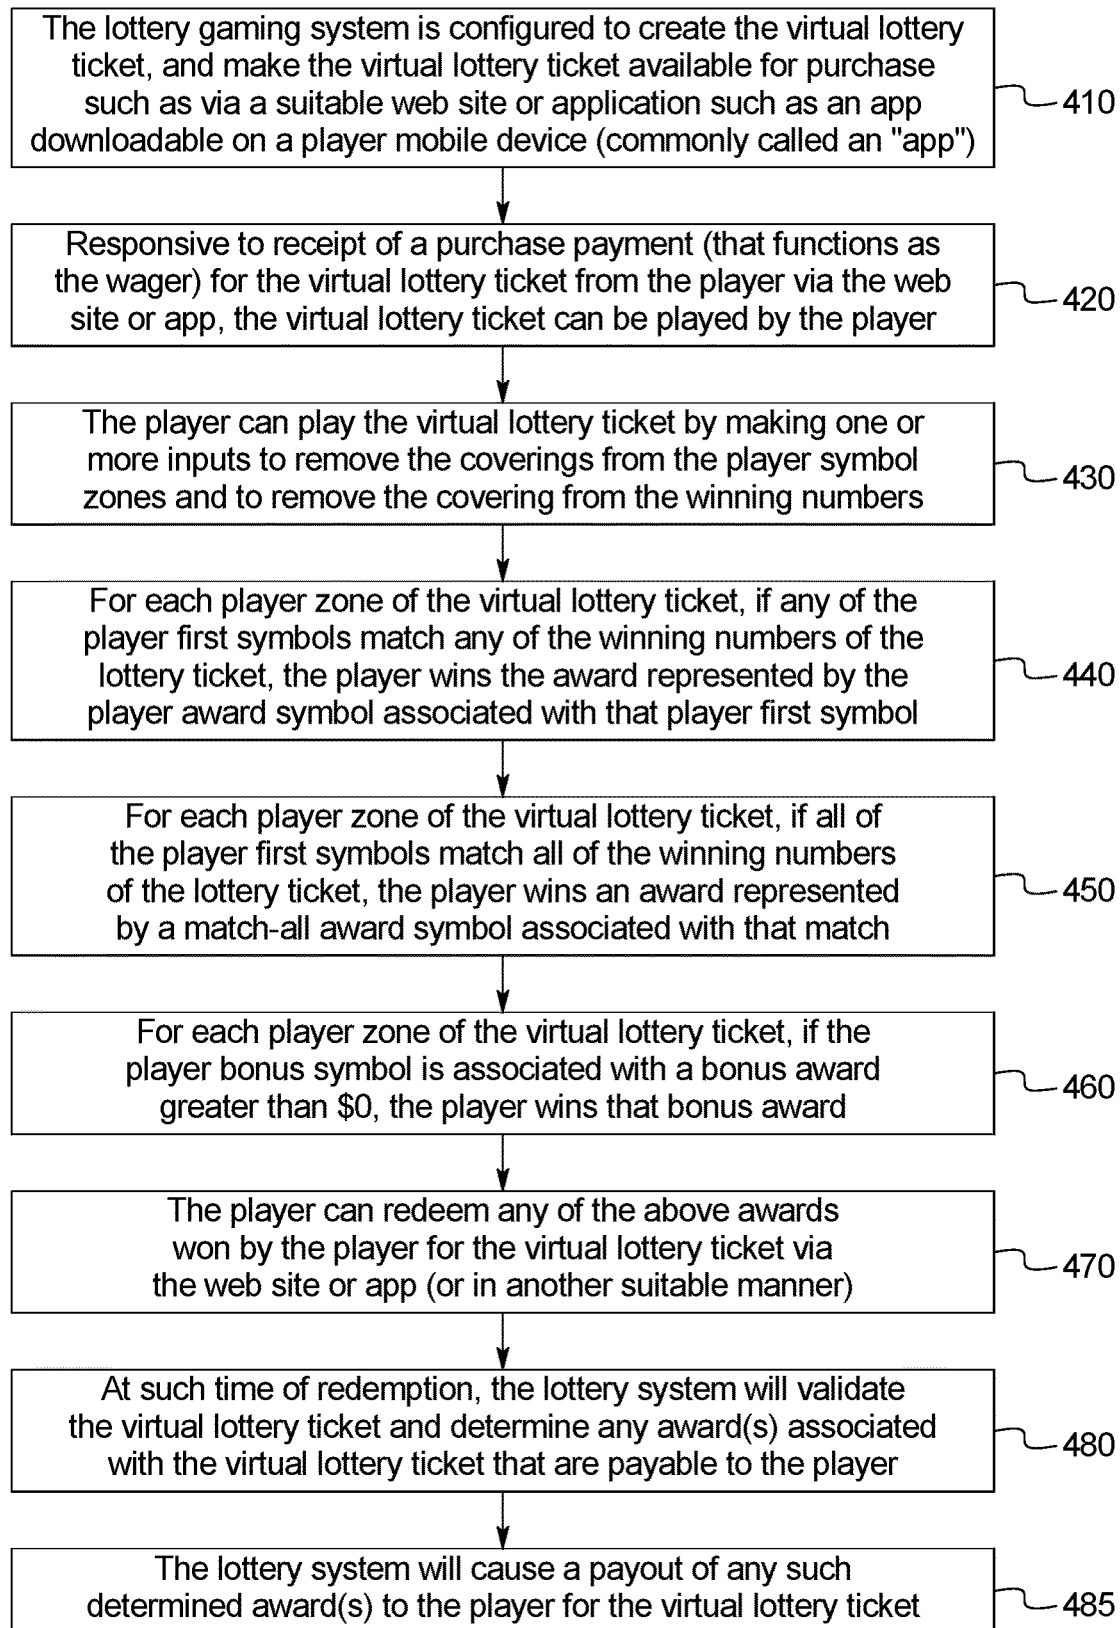 The lottery gaming system is configured to create the virtual lottery
ticket, and make the virtual lottery ticket available for purchase
such as via a suitable web site or application such as an app
downloadable on a player mobile device (commonly called an "app")
410
Responsive to receipt of a purchase payment (that functions as
the wager) for the virtual lottery ticket from the player via the web
site or app, the virtual lottery ticket can be played by the player
420
The player can play the virtual lottery ticket by making one or
more inputs to remove the coverings from the player symbol
zones and to remove the covering from the winning numbers
430
For each player zone of the virtual lottery ticket, if any of the
player first symbols match any of the winning numbers of the
lottery ticket, the player wins the award represented by the
player award symbol associated with that player first symbol
440
For each player zone of the virtual lottery ticket, if all of
the player first symbols match all of the winning numbers
of the lottery ticket, the player wins an award represented
by a match-all award symbol associated with that match
450
For each player zone of the virtual lottery ticket, if the
player bonus symbol is associated with a bonus award
greater than $0, the player wins that bonus award
460
The player can redeem any of the above awards
won by the player for the virtual lottery ticket via
the web site or app (or in another suitable manner)
470
At such time of redemption, the lottery system will validate
the virtual lottery ticket and determine any award(s) associated
with the virtual lottery ticket that are payable to the player
480
The lottery system will cause a payout of any such
determined award(s) to the player for the virtual lottery ticket
485